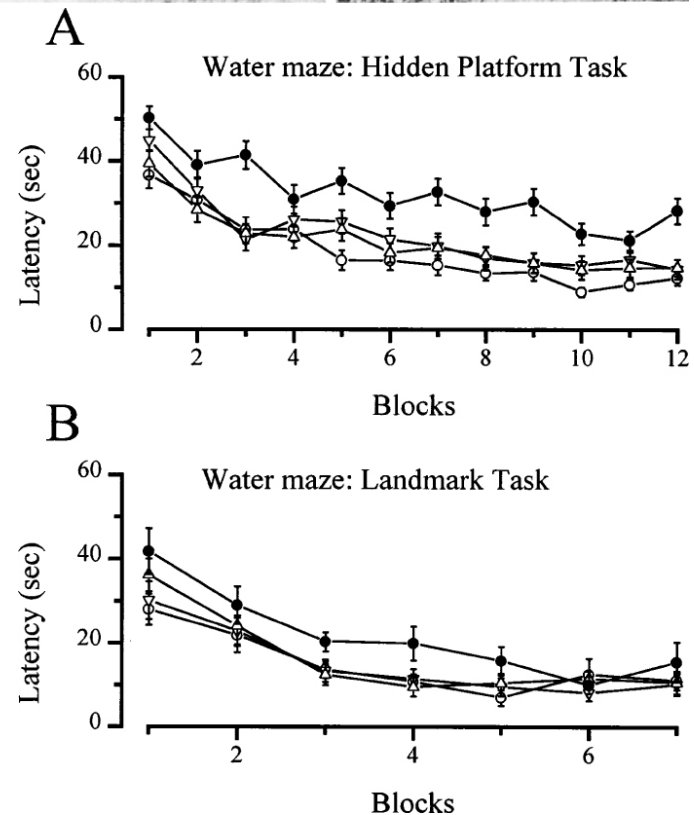 A
Water maze: Hidden Platform Task
60
40
20
0
Latency (sec)
2 4 6 8 10 12
Blocks
B
Water maze: Landmark Task
60
40
20
0
Latency (sec)
2 4 6
Blocks